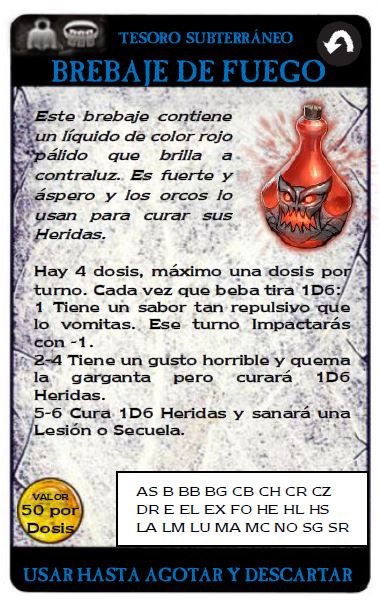 TESORO SUBTERRÁNEO
BREBAJE DE FUEGO
Este brebaje contiene
un líquido de color rojo
pálido que brilla a
contraluz. Es fuerte y
áspero y los orcos lo
usan para curar sus
Heridas.
Hay 4 dosis, máximo una dosis por
turno. Cada vez que beba tira 1D6:
1 Tiene un sabor tan repulsivo que
lo vomitas. Ese turno Impactarás
con -1.
2-4 Tiene un gusto horrible y quema
la garganta pero curará 1D6
Heridas.
5-6 Cura 1D6 Heridas y sanará una
Lesión o Secuela.
VALOR
50 por
Dosis
AS B BB BG CB CH CR CZ
DR E EL EX FO HE HL HS
LA LM LU MA MC NO SG SR
USAR HASTA AGOTAR Y DESCARTAR